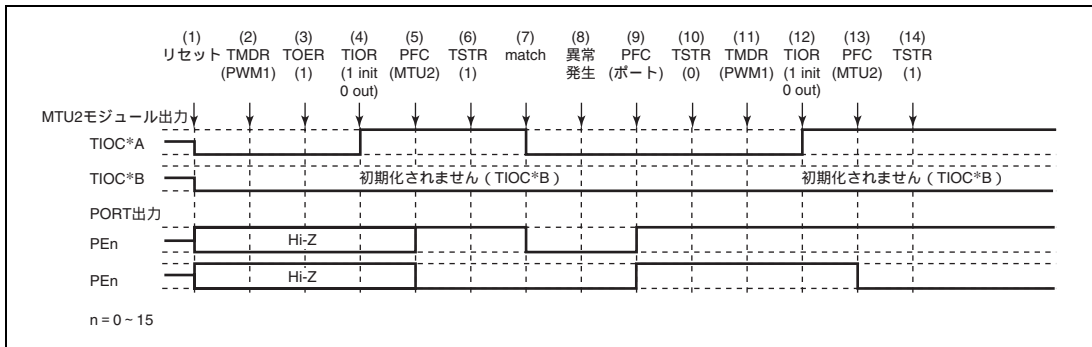 (1) (2) (3) (4) (5) (6) (7) (8) (9) (10) (11) (12) (13) (14)
リセット TMDR TOER TIOR PFC TSTR match 異常 PFC TSTR TMDR TIOR PFC TSTR
(PWM1) (1) (1 init (MTU2) (1) 発生 (ポート) (0) (PWM1) (1 init (MTU2) (1)
0 out) 0 out)
MTU2モジュール出力
TIOC*A
TIOC*B 初期化されません(TIOC*B) 初期化されません(TIOC*B)
PORT出力
PEn Hi-Z
PEn Hi-Z
n = 0 ~ 15